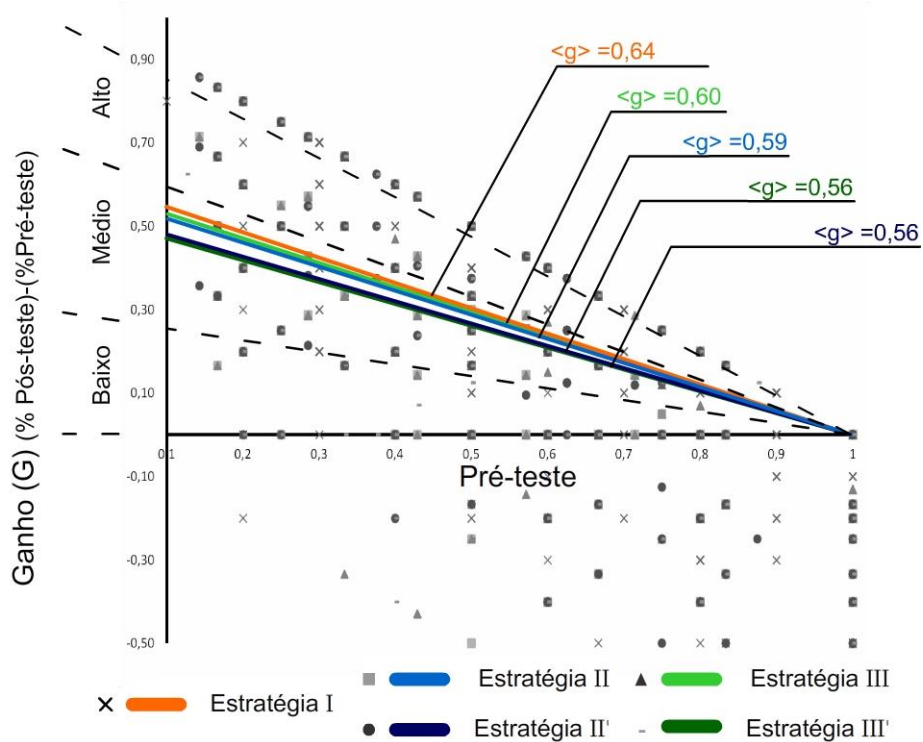 Ganho (G) (% Pós-teste)-(%Pré-teste)
Alto
Médio
Baixo
0,90
0,70
0,50
0,30
0,10
-0,10
-0,30
-0,50
0,1
0,2
0,3
0,4
0,5
0,6
0,7
0,8
0,9
1
Pré-teste
<g> =0,64
<g> =0,60
<g> =0,59
<g> =0,56
<g> =0,56
Estratégia I
Estratégia II
Estratégia III
Estratégia II'
Estratégia III'